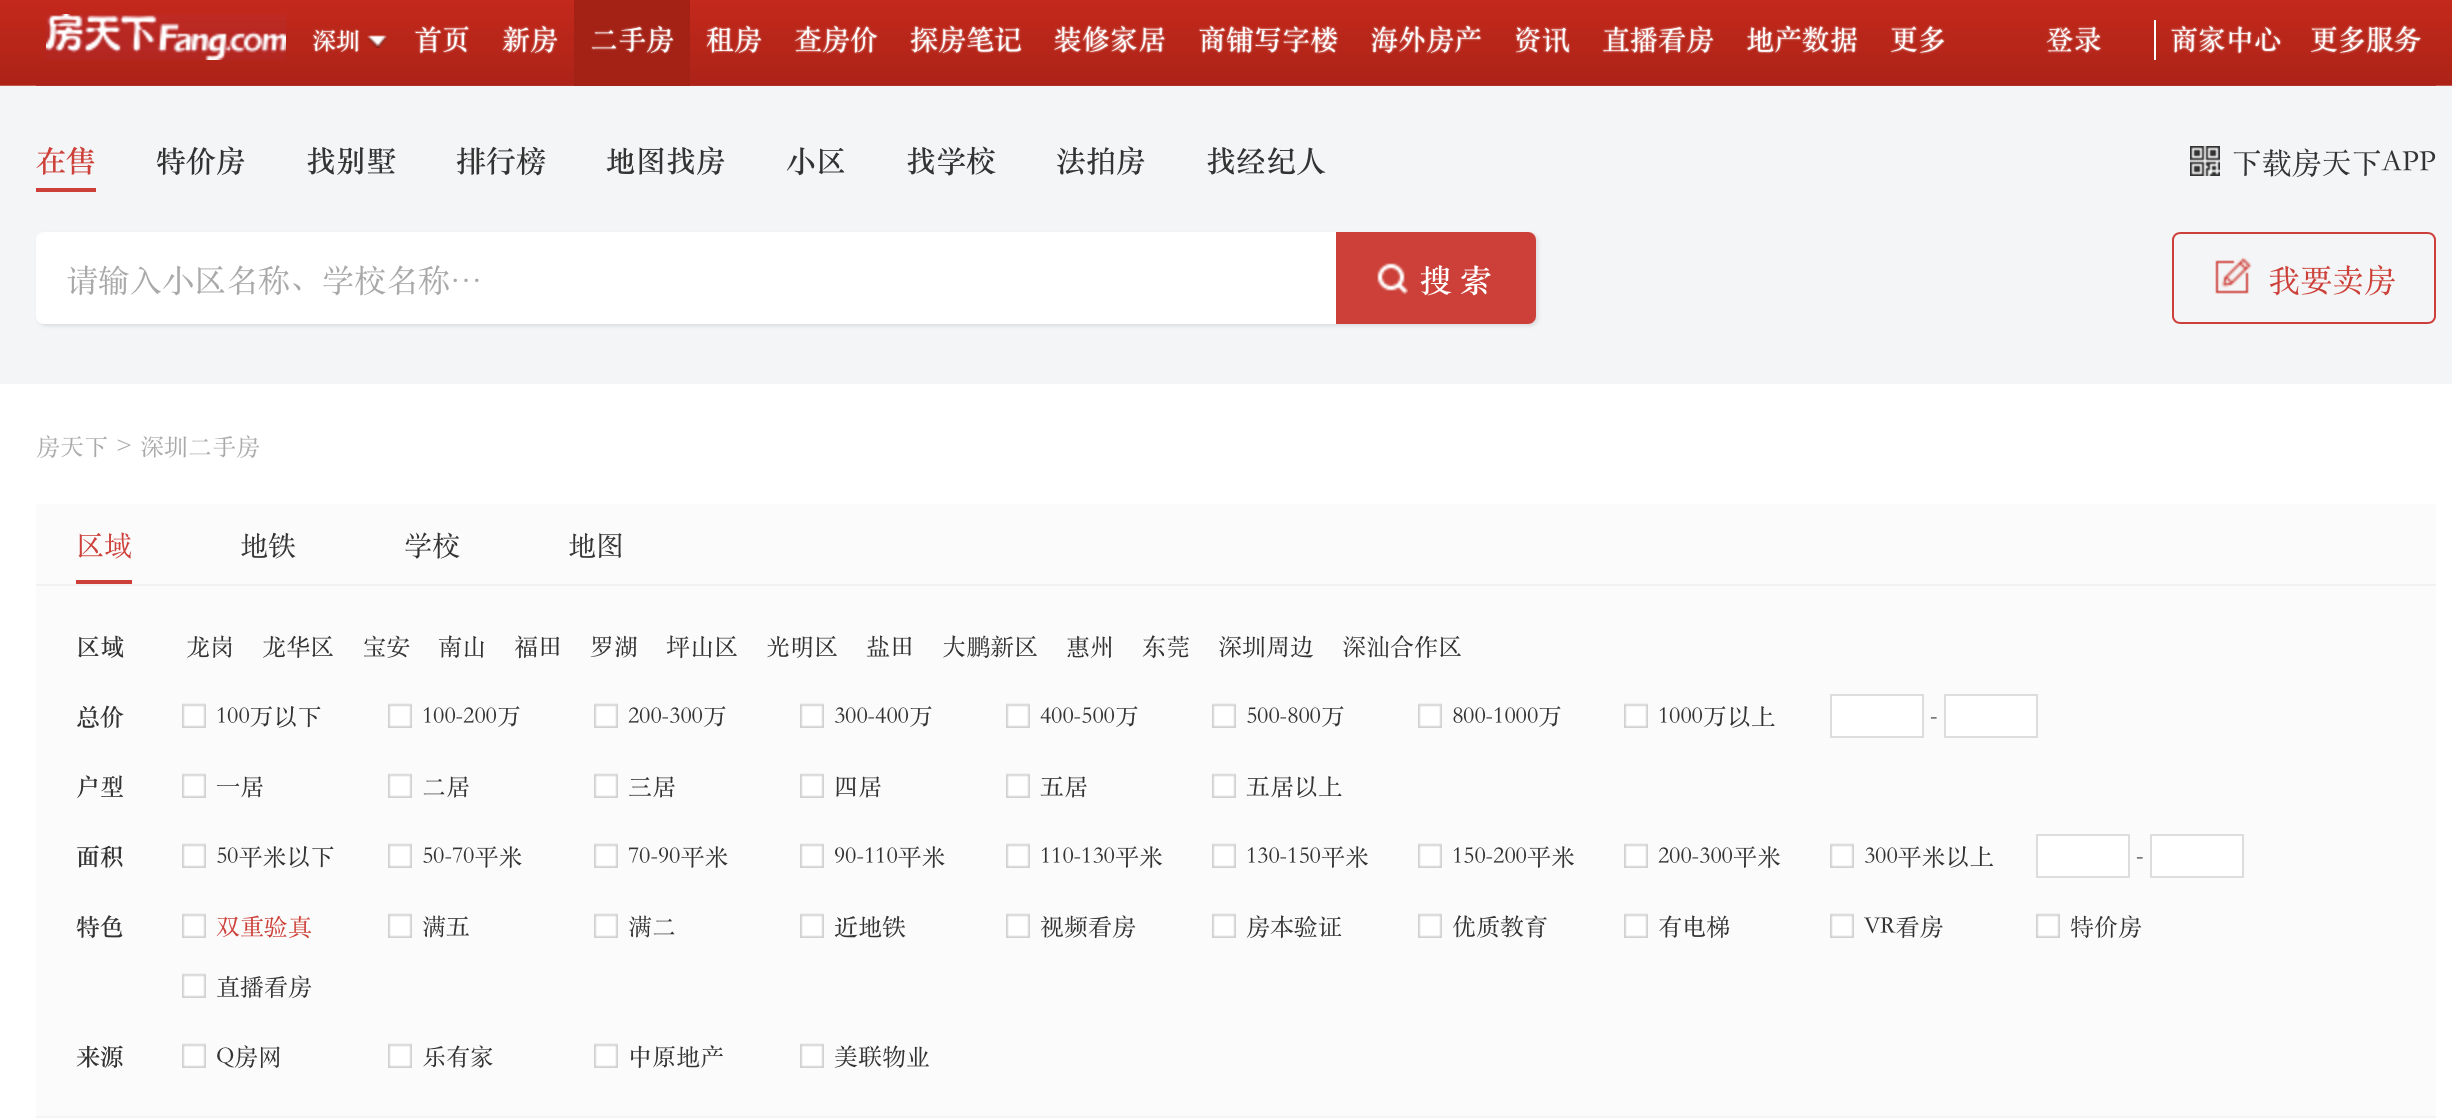 房天下Fang.com 深圳 首页 新房 二手房 租房 查房价 探房笔记 装修家居 商铺写字楼 海外房产 资讯 直播看房 地产数据 更多 登录 商家中心 更多服务
在售 特价房 找别墅 排行榜 地图找房 小区 找学校 法拍房 找经纪人 下载房天下APP
请输入小区名称、学校名称… 搜索 我要卖房
房天下 > 深圳二手房
区域 地铁 学校 地图
区域 龙岗 龙华区 宝安 南山 福田 罗湖 坪山区 光明区 盐田 大鹏新区 惠州 东莞 深圳周边 深汕合作区
总价 100万以下 100-200万 200-300万 300-400万 400-500万 500-800万 800-1000万 1000万以上 -
户型 一居 二居 三居 四居 五居 五居以上
面积 50平米以下 50-70平米 70-90平米 90-110平米 110-130平米 130-150平米 150-200平米 200-300平米 300平米以上 -
特色 双重验真 满五 满二 近地铁 视频看房 房本验证 优质教育 有电梯 VR看房 特价房
直播看房
来源 Q房网 乐有家 中原地产 美联物业